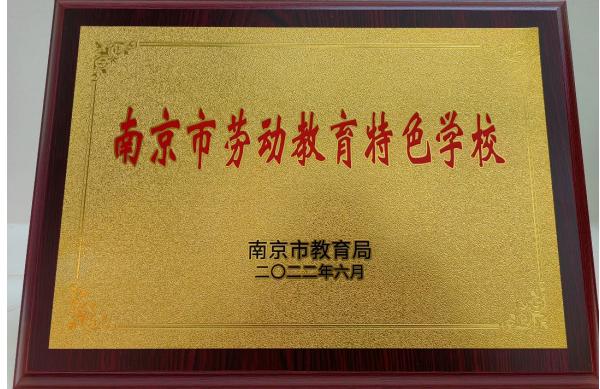 南京市劳动教育特色学校
南京市教育局
二〇二二年六月